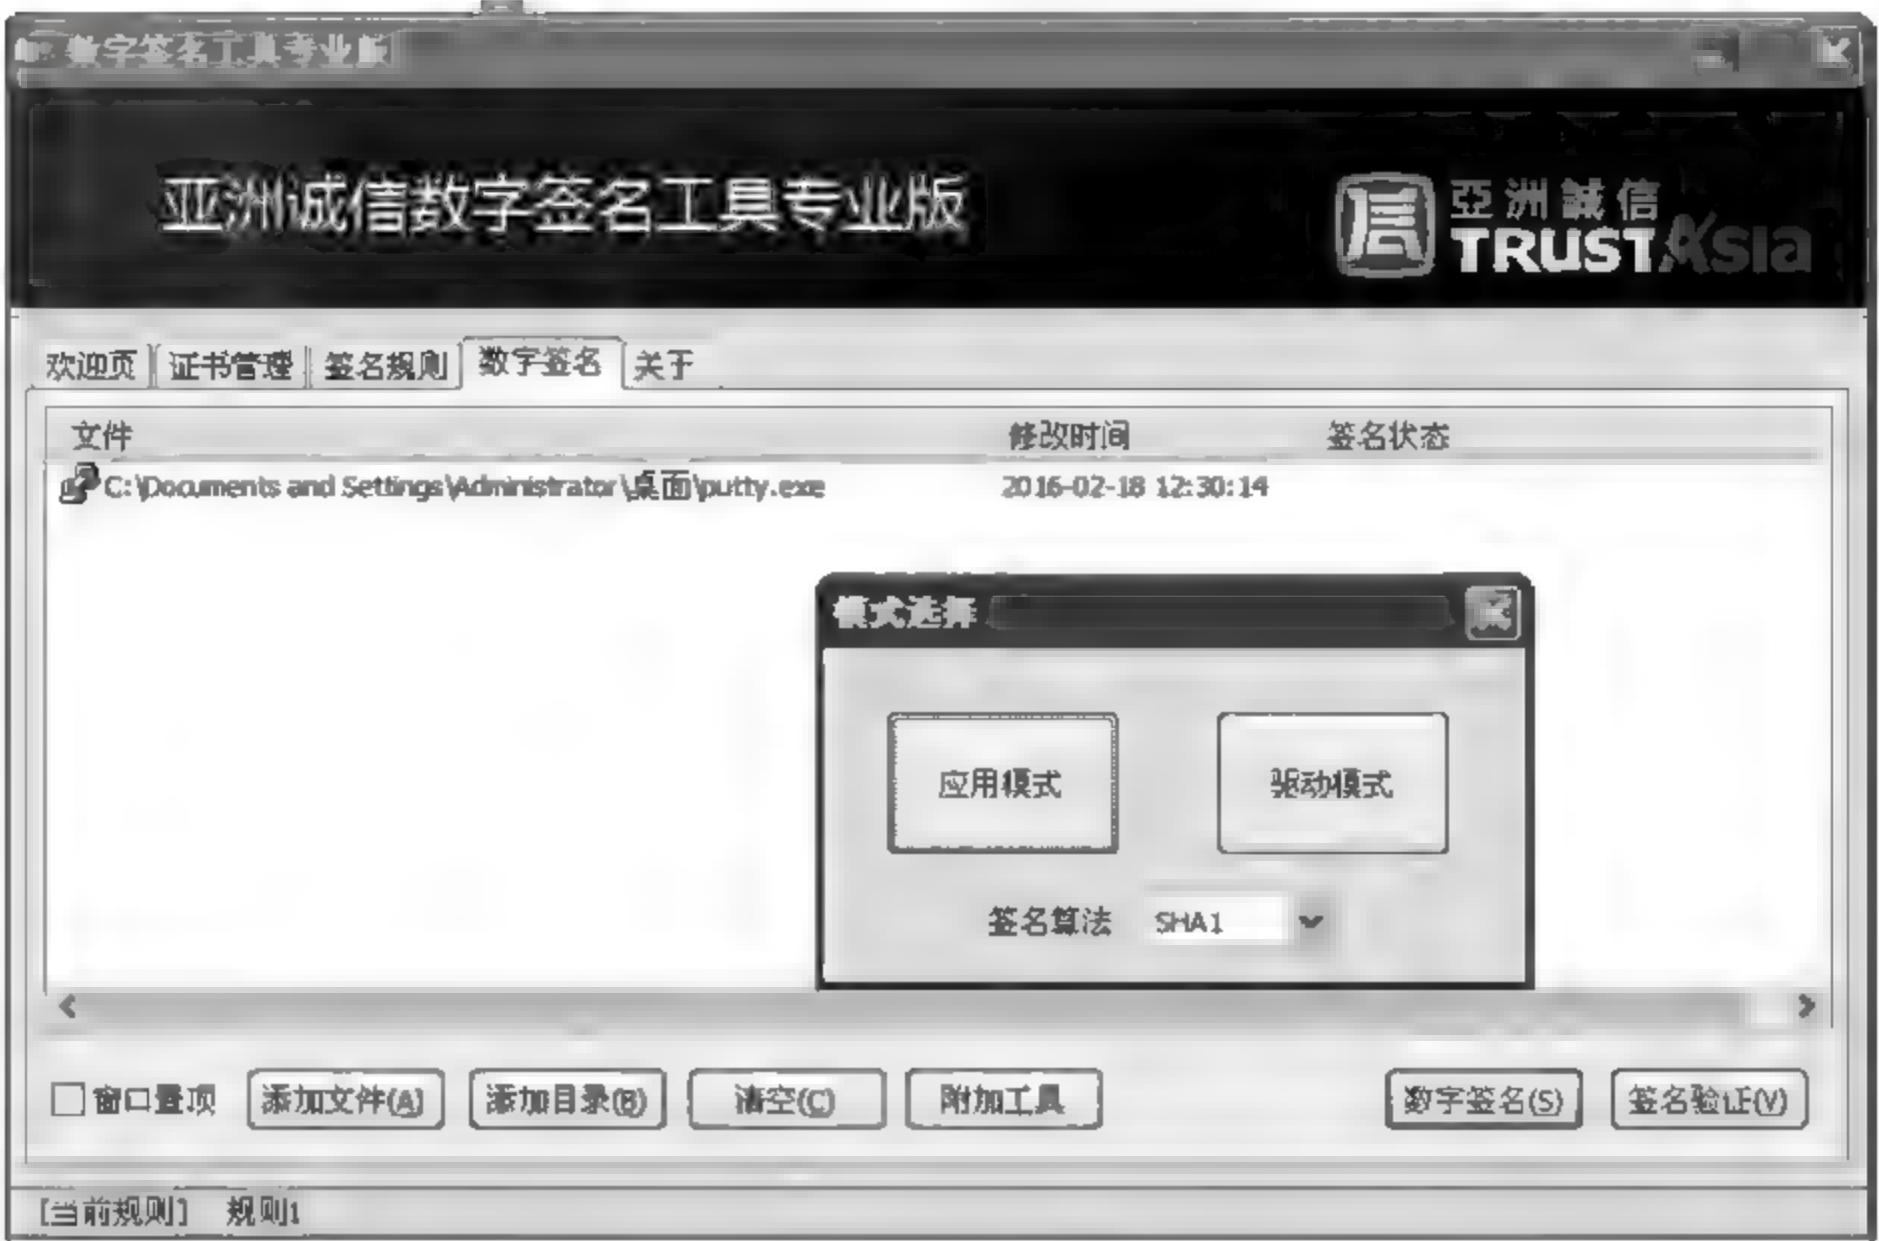 数字签名工具专业版
亚洲诚信数字签名工具专业版
亞洲誠信
TRUSTAsia
欢迎页 证书管理 签名规则 数字签名 关于
文件 修改时间 签名状态
C:\Documents and Settings\Administrator\桌面\putty.exe 2016-02-18 12:30:14
模式选择
应用模式 驱动模式
签名算法 SHA1
窗口置顶 添加文件(A) 添加目录(B) 清空(C) 附加工具 数字签名(S) 签名验证(V)
[当前规则] 规则1